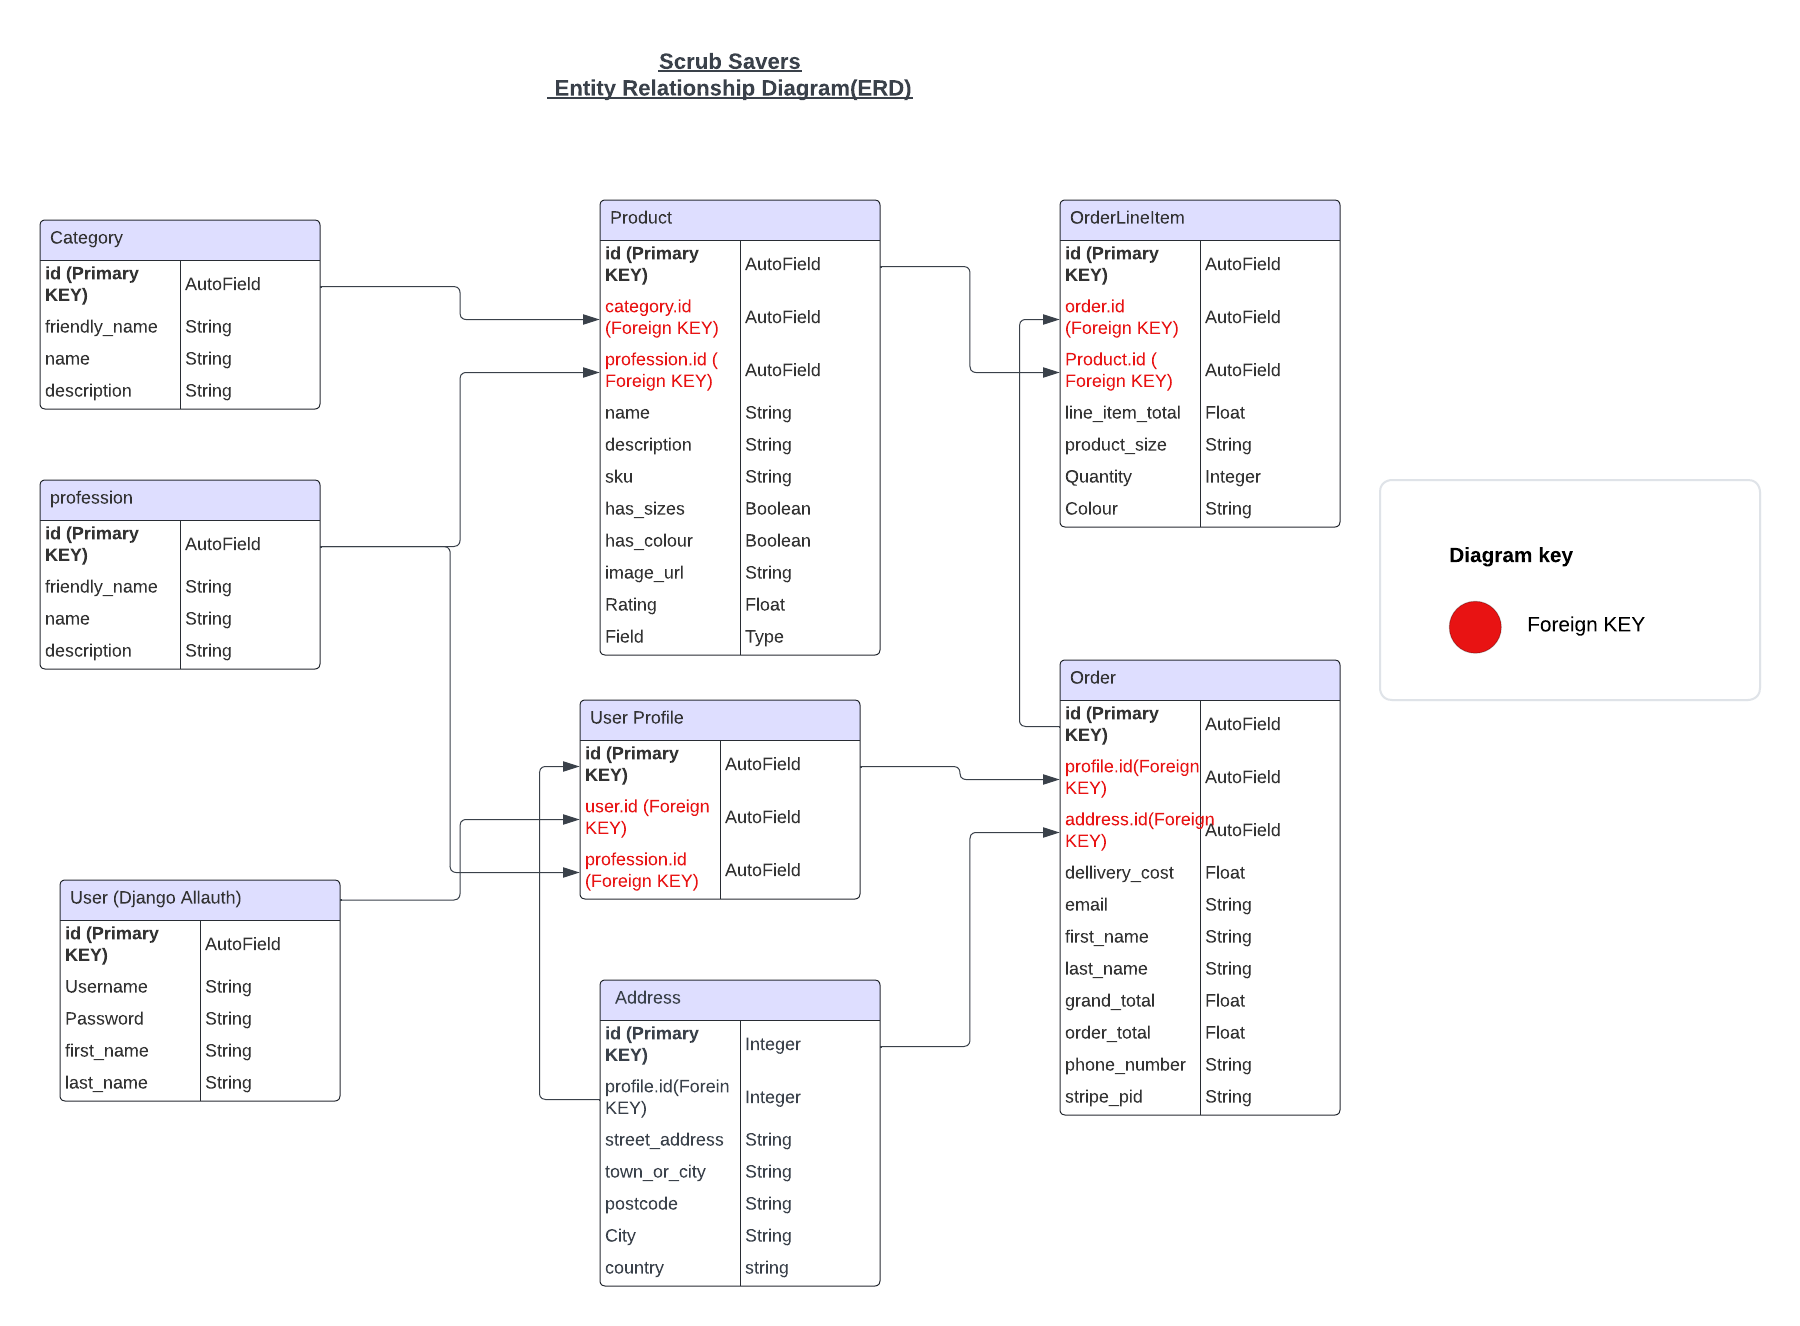 Scrub Savers
Entity Relationship Diagram(ERD)
Category
id (Primary
KEY)
AutoField
friendly_name String
name String
description String
profession
id (Primary
KEY)
AutoField
friendly_name String
name String
description String
User (Django Allauth)
id (Primary
KEY)
AutoField
Username String
Password String
first_name String
last_name String
Product
id (Primary
KEY)
AutoField
category.id
(Foreign KEY)
AutoField
profession.id (
Foreign KEY)
AutoField
name String
description String
sku String
has_sizes Boolean
has_colour Boolean
image_url String
Rating Float
Field Type
User Profile
id (Primary
KEY)
AutoField
user.id (Foreign
KEY)
AutoField
profession.id
(Foreign KEY)
AutoField
Address
id (Primary
KEY)
Integer
profile.id(Forein
KEY)
Integer
street_address String
town_or_city String
postcode String
City String
country string
OrderLineItem
id (Primary
KEY)
AutoField
order.id
(Foreign KEY)
AutoField
Product.id (
Foreign KEY)
AutoField
line_item_total Float
product_size String
Quantity Integer
Colour String
Order
id (Primary
KEY)
AutoField
profile.id(Foreign
KEY)
AutoField
address.id(Foreign
KEY)
AutoField
dellivery_cost Float
email String
first_name String
last_name String
grand_total Float
order_total Float
phone_number String
stripe_pid String
Diagram key
Foreign KEY